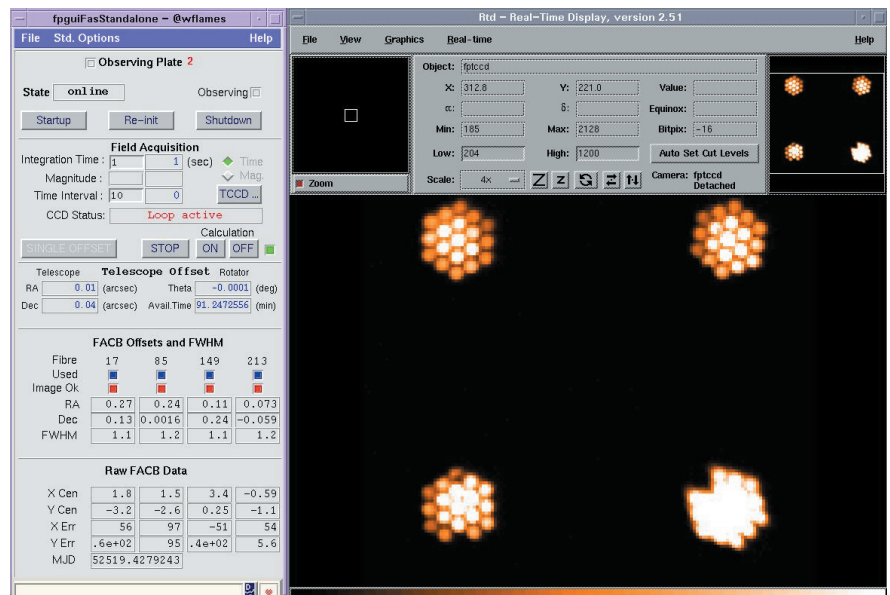 fpguiFasStandalone – @wflames
File Std. Options Help
Observing Plate 2
State online Observing
Startup Re-init Shutdown
Field Acquisition
Integration Time : 1 1 (sec) Time
Magnitude : Mag.
Time Interval : 10 0 TCCD ...
CCD Status: Loop active
Calculation
SINGLE OFFSET STOP ON OFF
Telescope Telescope Offset Rotator
RA 0.01 (arcsec) Theta -0.0001 (deg)
Dec 0.04 (arcsec) Avail.Time 91.2472556 (min)
FACB Offsets and FWHM
Fibre 17 85 149 213
Used
Image Ok
RA 0.27 0.24 0.11 0.073
Dec 0.13 0.0016 0.24 -0.059
FWHM 1.1 1.2 1.1 1.2
Raw FACB Data
X Cen 1.8 1.5 3.4 -0.59
Y Cen -3.2 -2.6 0.25 -1.1
X Err 56 97 -51 54
Y Err .6e+02 95 .4e+02 5.6
MJD 52519.4279243
Rtd – Real-Time Display, version 2.51
File View Graphics Real-time Help
Object: fptccd
X: 312.8 Y: 221.0 Value:
α: δ: Equinox:
Min: 185 Max: 2128 Bitpix: -16
Low: 204 High: 1200 Auto Set Cut Levels
Scale: 4× Z z Camera: fptccd
Detached
Zoom